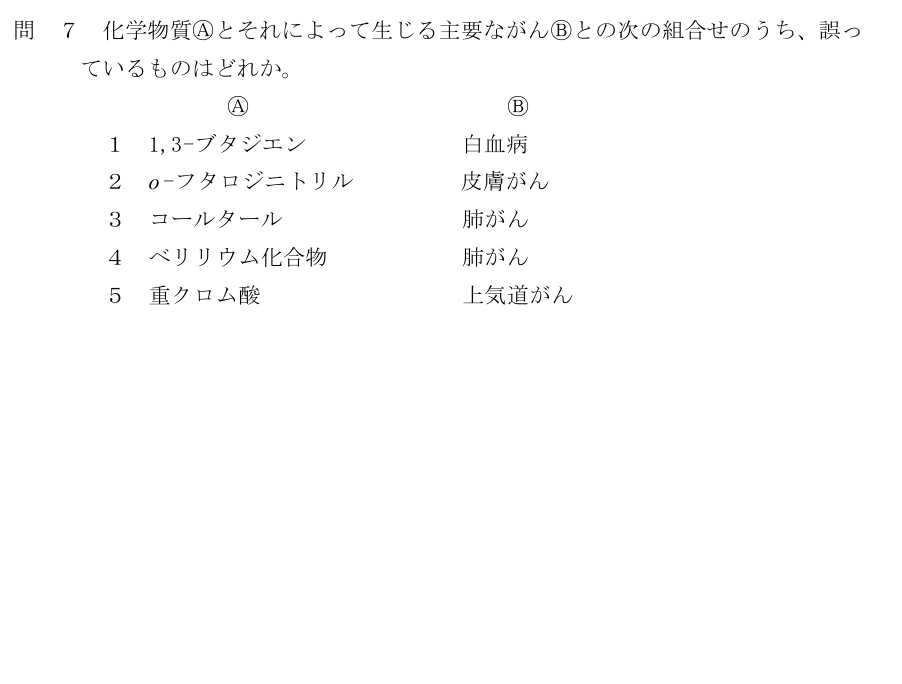 問　７　化学物質Ⓐとそれによって生じる主要ながんⒷとの次の組合せのうち、誤っ
ているものはどれか。
Ⓐ　Ⓑ
１　1,3-ブタジエン　白血病
２　o-フタロジニトリル　皮膚がん
３　コールタール　肺がん
４　ベリリウム化合物　肺がん
５　重クロム酸　上気道がん